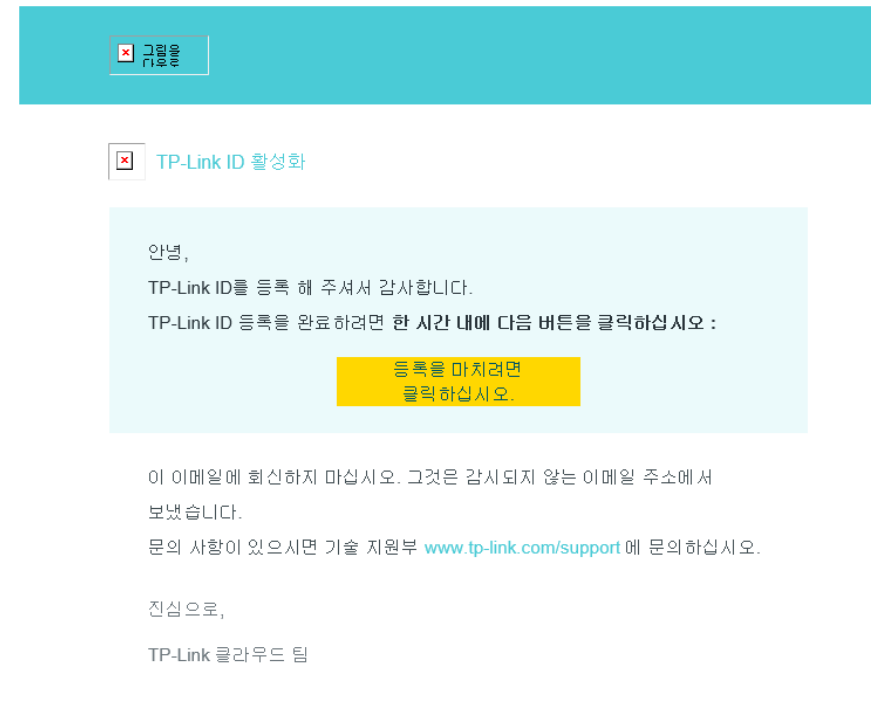 그림을
다운로
TP-Link ID 활성화
안녕,
TP-Link ID를 등록 해 주셔서 감사합니다.
TP-Link ID 등록을 완료하려면 한 시간 내에 다음 버튼을 클릭하십시오 :
등록을 마치려면
클릭하십시오.
이 이메일에 회신하지 마십시오. 그것은 감시되지 않는 이메일 주소에서
보냈습니다.
문의 사항이 있으시면 기술 지원부 www.tp-link.com/support 에 문의하십시오.
진심으로,
TP-Link 클라우드 팀